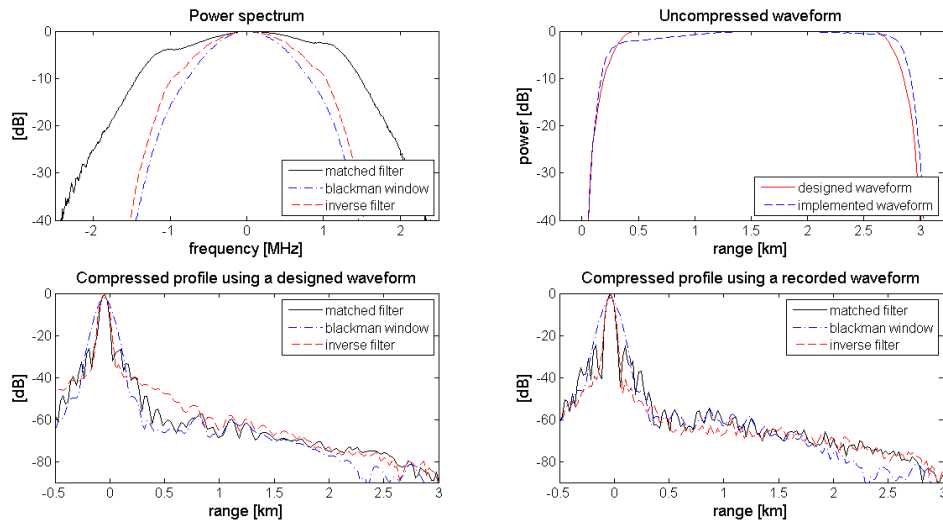 Power spectrum
0
-10
-20
-30
-40
[dB]
-2
-1
0
1
2
frequency [MHz]
matched filter
blackman window
inverse filter
Uncompressed waveform
0
-10
-20
-30
-40
power [dB]
0
0.5
1
1.5
2
2.5
3
range [km]
designed waveform
implemented waveform
Compressed profile using a designed waveform
0
-20
-40
-60
-80
[dB]
-0.5
0
0.5
1
1.5
2
2.5
3
range [km]
matched filter
blackman window
inverse filter
Compressed profile using a recorded waveform
0
-20
-40
-60
-80
[dB]
-0.5
0
0.5
1
1.5
2
2.5
3
range [km]
matched filter
blackman window
inverse filter